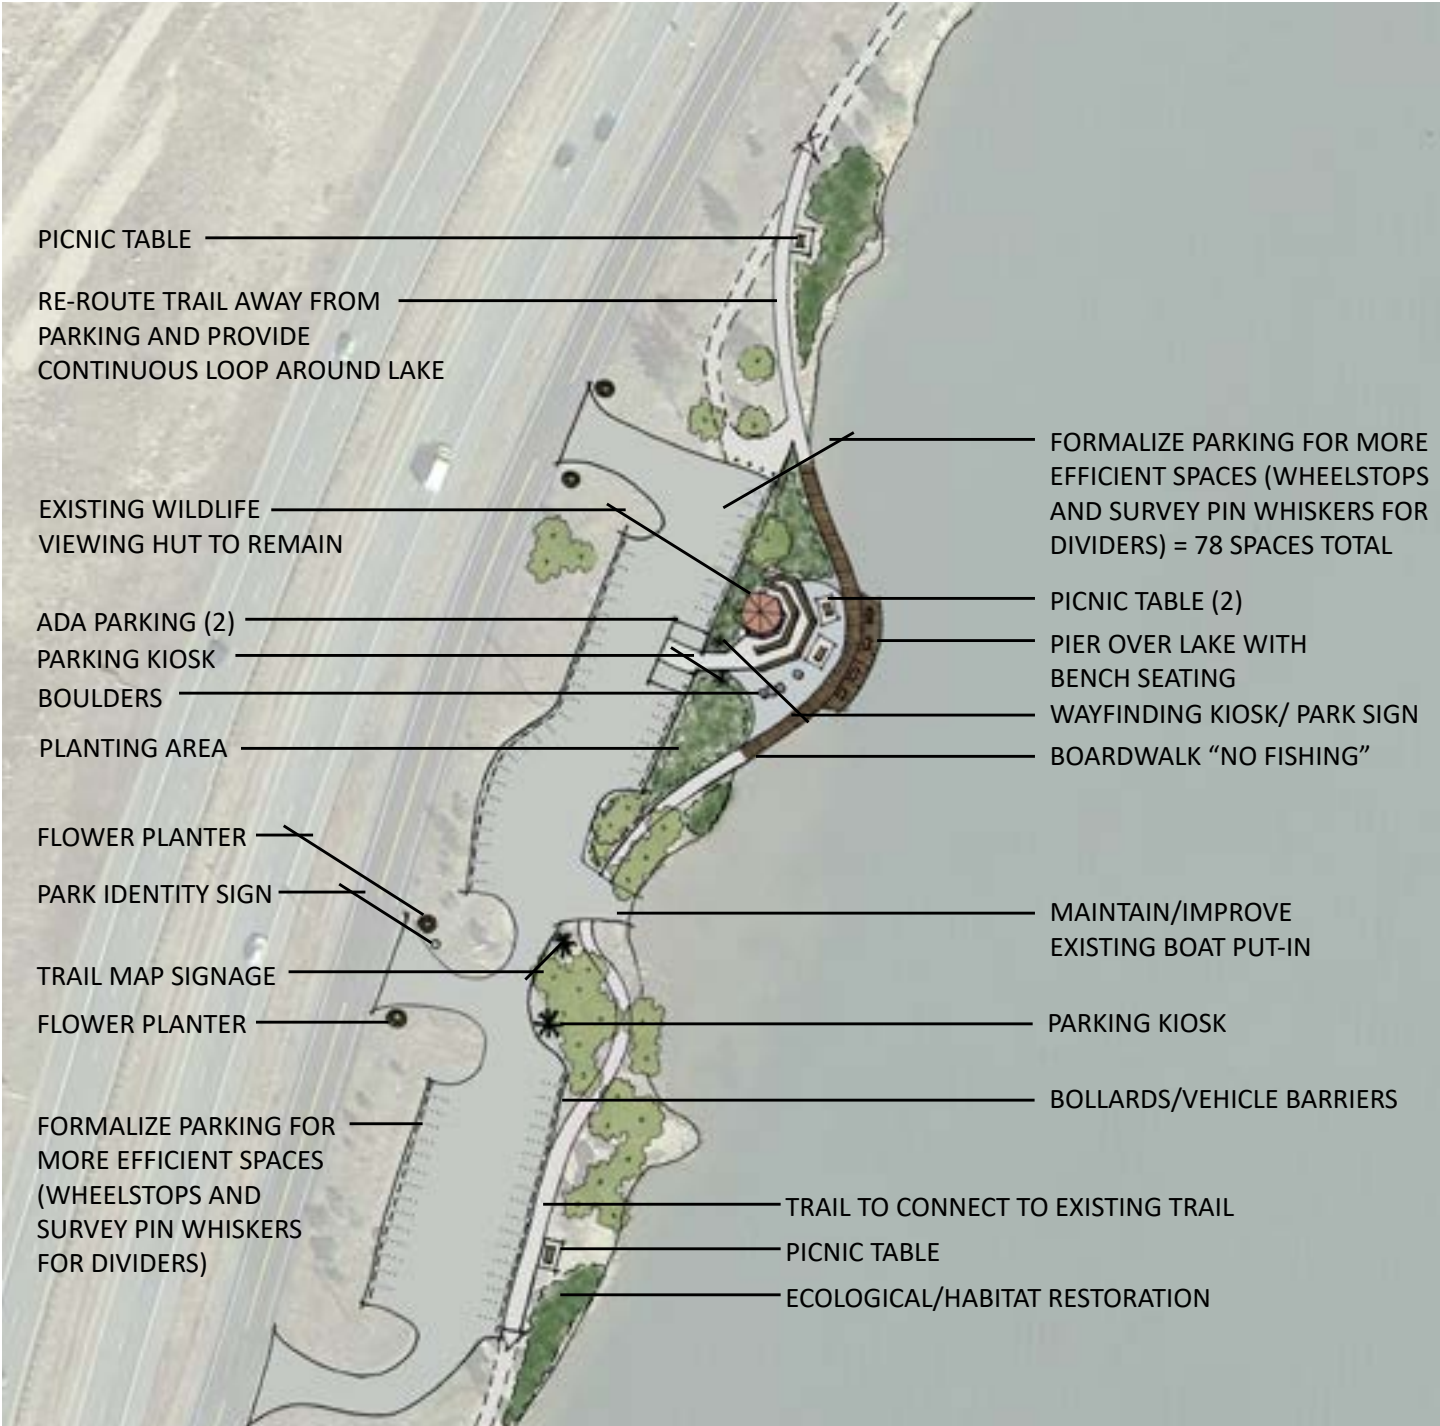 PICNIC TABLE
RE-ROUTE TRAIL AWAY FROM
PARKING AND PROVIDE
CONTINUOUS LOOP AROUND LAKE
EXISTING WILDLIFE
VIEWING HUT TO REMAIN
ADA PARKING (2)
PARKING KIOSK
BOULDERS
PLANTING AREA
FLOWER PLANTER
PARK IDENTITY SIGN
TRAIL MAP SIGNAGE
FLOWER PLANTER
FORMALIZE PARKING FOR
MORE EFFICIENT SPACES
(WHEELSTOPS AND
SURVEY PIN WHISKERS
FOR DIVIDERS)
FORMALIZE PARKING FOR MORE
EFFICIENT SPACES (WHEELSTOPS
AND SURVEY PIN WHISKERS FOR
DIVIDERS) = 78 SPACES TOTAL
PICNIC TABLE (2)
PIER OVER LAKE WITH
BENCH SEATING
WAYFINDING KIOSK/ PARK SIGN
BOARDWALK “NO FISHING”
MAINTAIN/IMPROVE
EXISTING BOAT PUT-IN
PARKING KIOSK
BOLLARDS/VEHICLE BARRIERS
TRAIL TO CONNECT TO EXISTING TRAIL
PICNIC TABLE
ECOLOGICAL/HABITAT RESTORATION